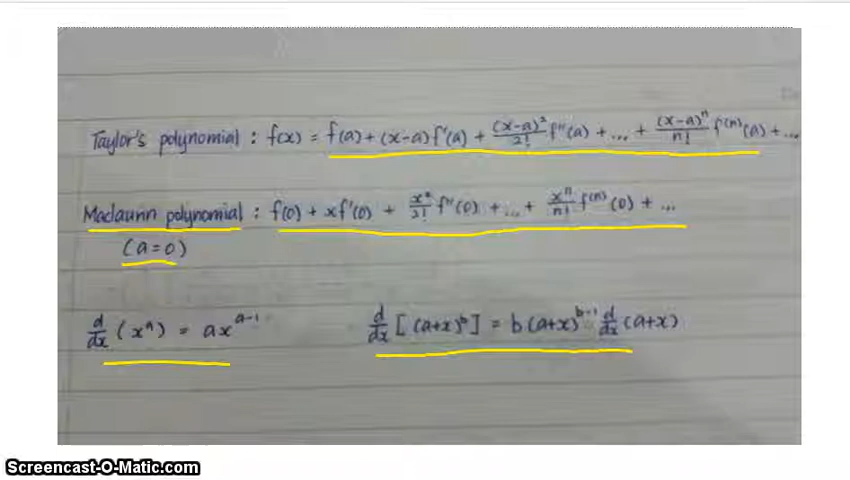 Taylor's polynomial : f(x) = f(a) + (x-a) f'(a) + (x-a)²/2! f''(a) + ... + (x-a)ⁿ/n! f⁽ⁿ⁾(a) + ...
Maclaurin polynomial : f(0) + x f'(0) + x²/2! f''(0) + ... + xⁿ/n! f⁽ⁿ⁾(0) + ...
(a=0)
d/dx (xᵃ) = ax^(a-1) d/dx [(a+x)^b] = b(a+x)^(b-1) d/dx (a+x)
Screencast-O-Matic.com